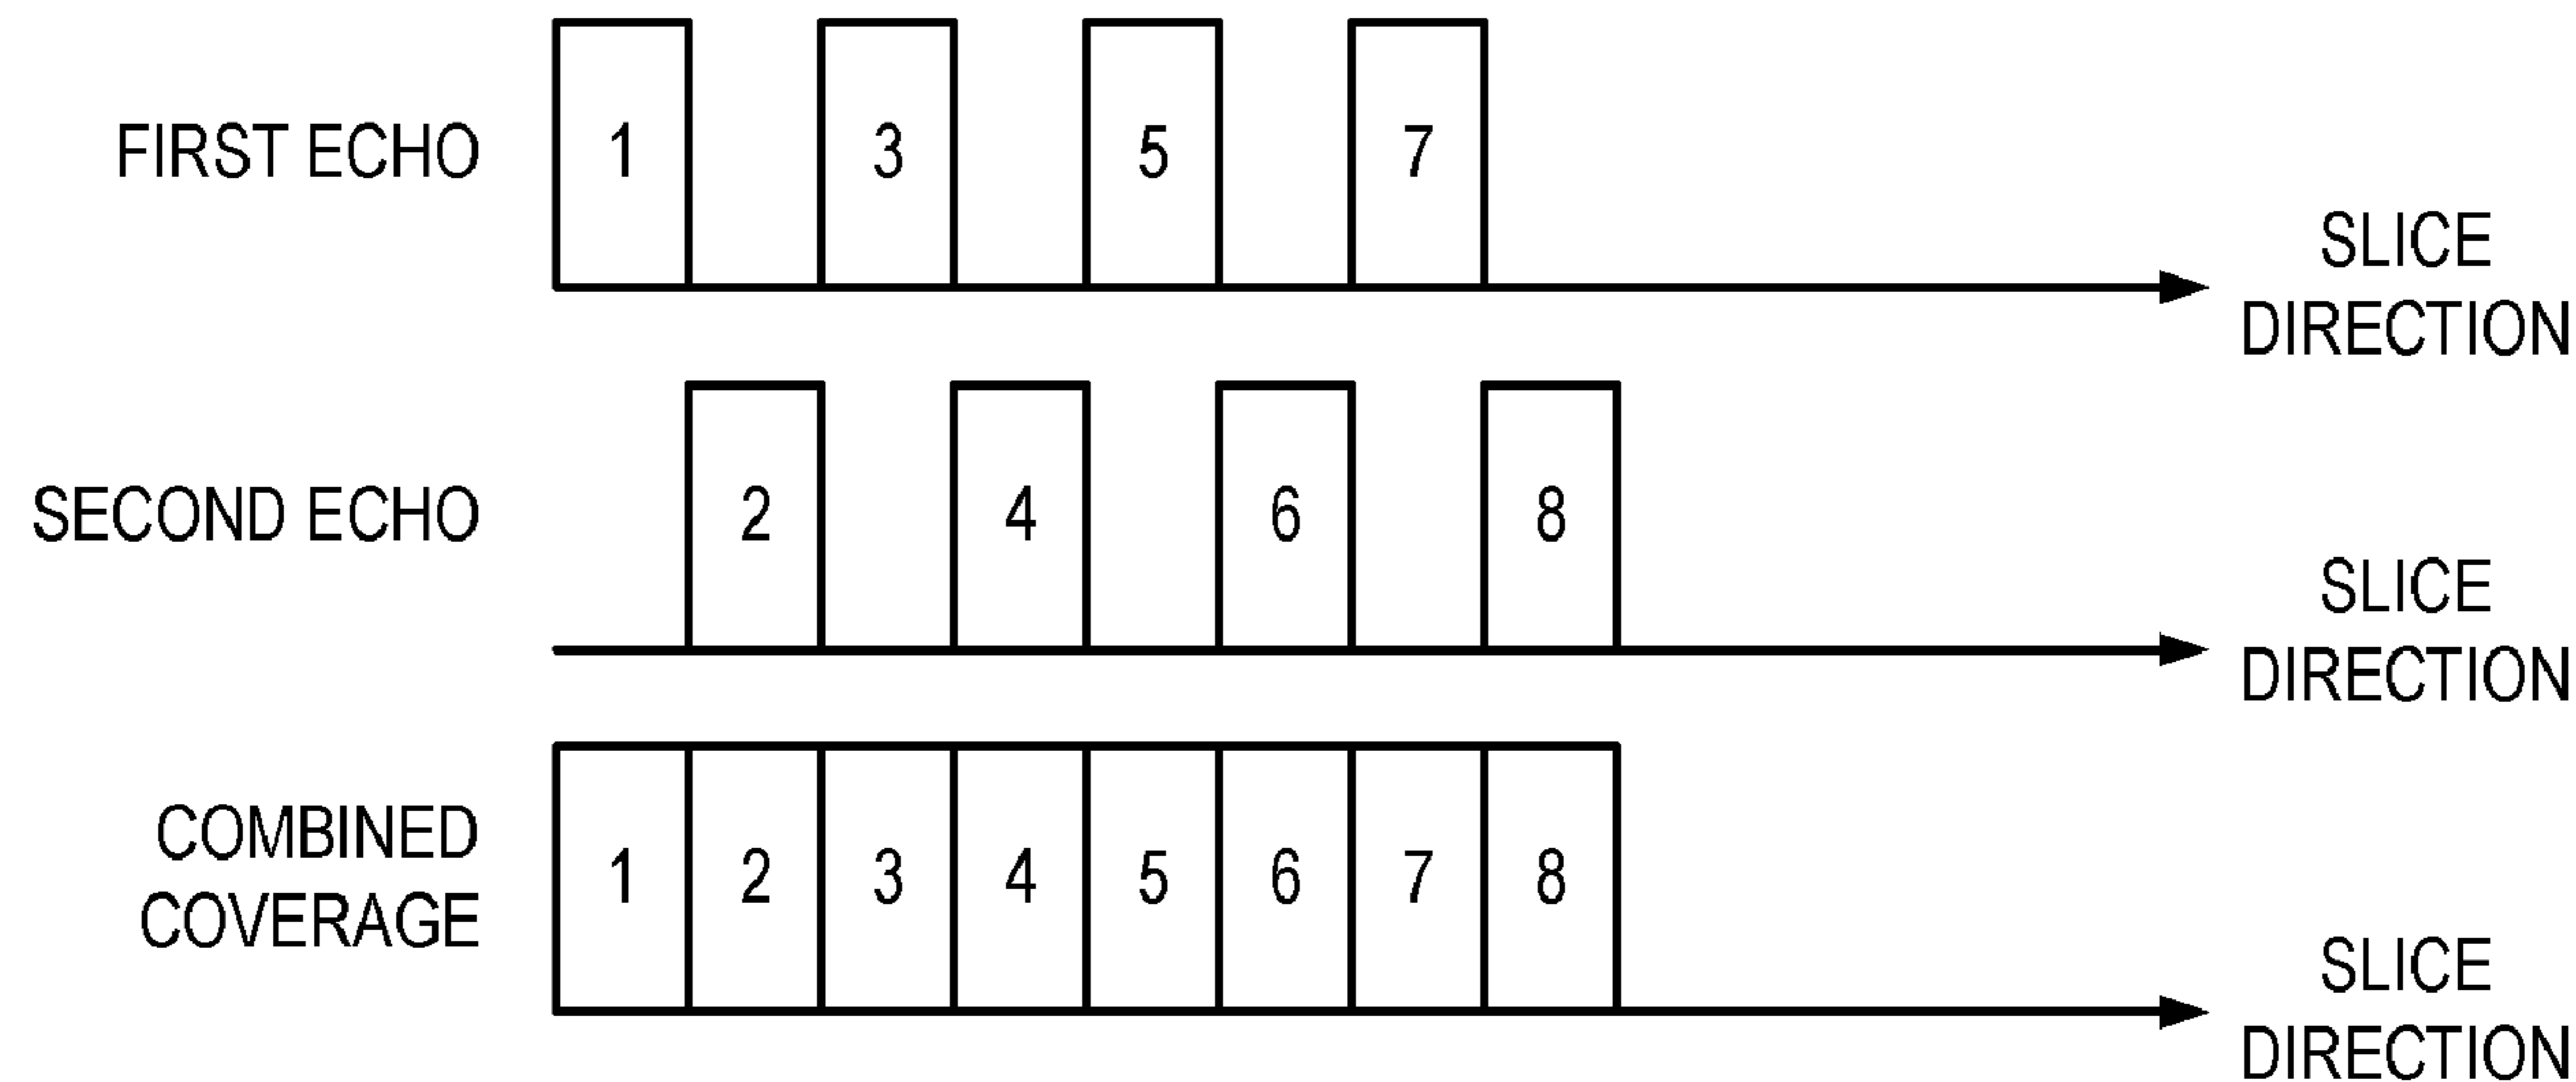 FIRST ECHO
1 3 5 7
SLICE
DIRECTION
SECOND ECHO
2 4 6 8
SLICE
DIRECTION
COMBINED
COVERAGE
1 2 3 4 5 6 7 8
SLICE
DIRECTION